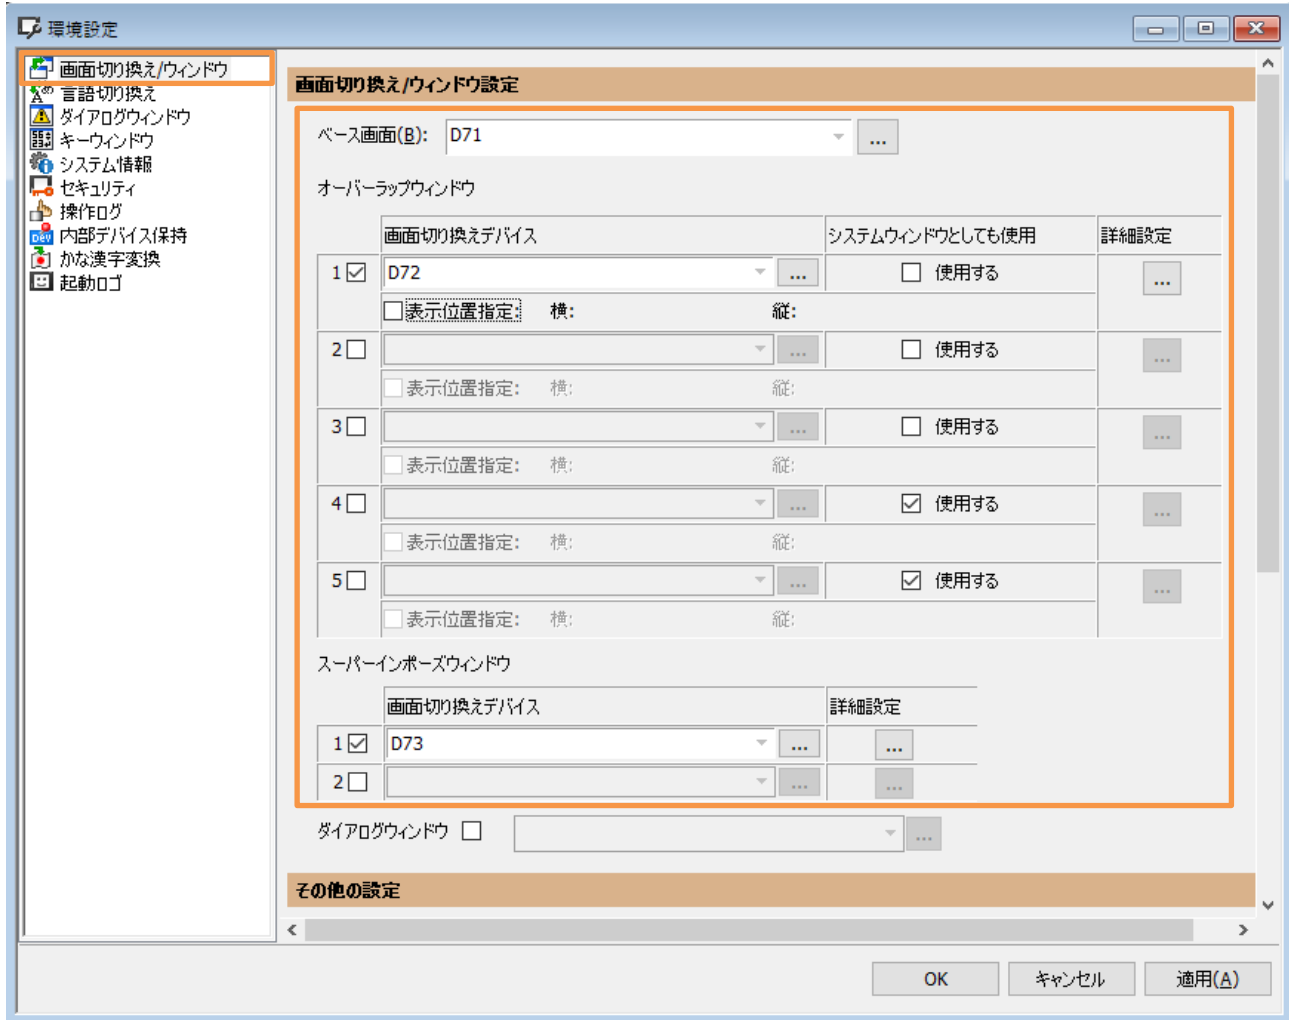 環境設定
画面切り換え/ウィンドウ
言語切り換え
ダイアログウィンドウ
キーウィンドウ
システム情報
セキュリティ
操作ログ
内部デバイス保持
かな漢字変換
起動ロゴ
画面切り換え/ウィンドウ設定
ベース画面(B): D71 ...
オーバーラップウィンドウ
画面切り換えデバイス システムウィンドウとしても使用 詳細設定
1 D72 ... 使用する ...
表示位置指定: 横: 縦:
2 ... 使用する ...
表示位置指定: 横: 縦:
3 ... 使用する ...
表示位置指定: 横: 縦:
4 ... 使用する ...
表示位置指定: 横: 縦:
5 ... 使用する ...
表示位置指定: 横: 縦:
スーパーインポーズウィンドウ
画面切り換えデバイス 詳細設定
1 D73 ... ...
2 ... ...
ダイアログウィンドウ ...
その他の設定
OK キャンセル 適用(A)